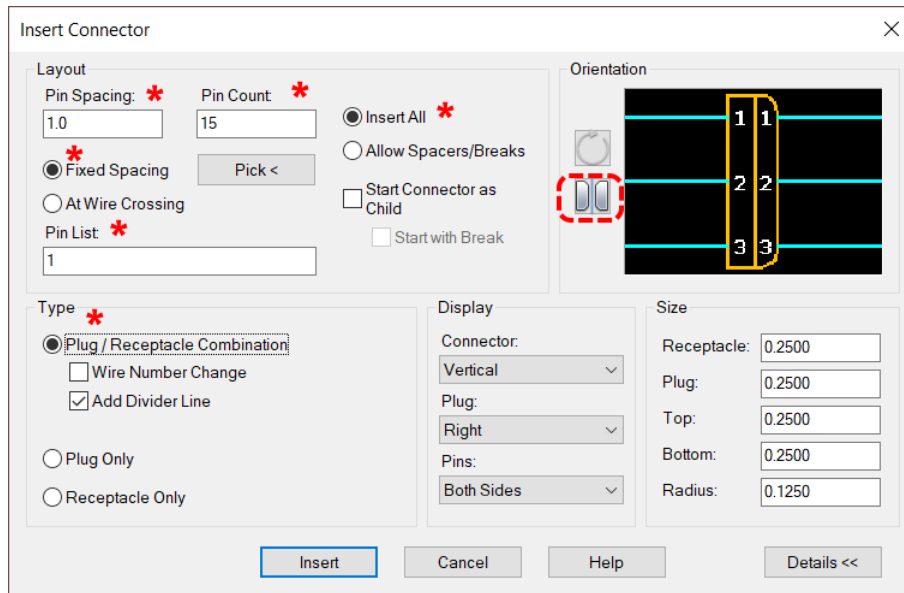 Insert Connector
Layout
Pin Spacing: *
Pin Count: *
1.0
15
Insert All *
Allow Spacers/Breaks
*
Fixed Spacing
Pick <
At Wire Crossing
Start Connector as
Child
Start with Break
Pin List: *
1
Orientation
1 1
2 2
3 3
Type
*
Plug / Receptacle Combination
Wire Number Change
Add Divider Line
Plug Only
Receptacle Only
Display
Connector:
Vertical
Plug:
Right
Pins:
Both Sides
Size
Receptacle: 0.2500
Plug: 0.2500
Top: 0.2500
Bottom: 0.2500
Radius: 0.1250
Insert
Cancel
Help
Details <<